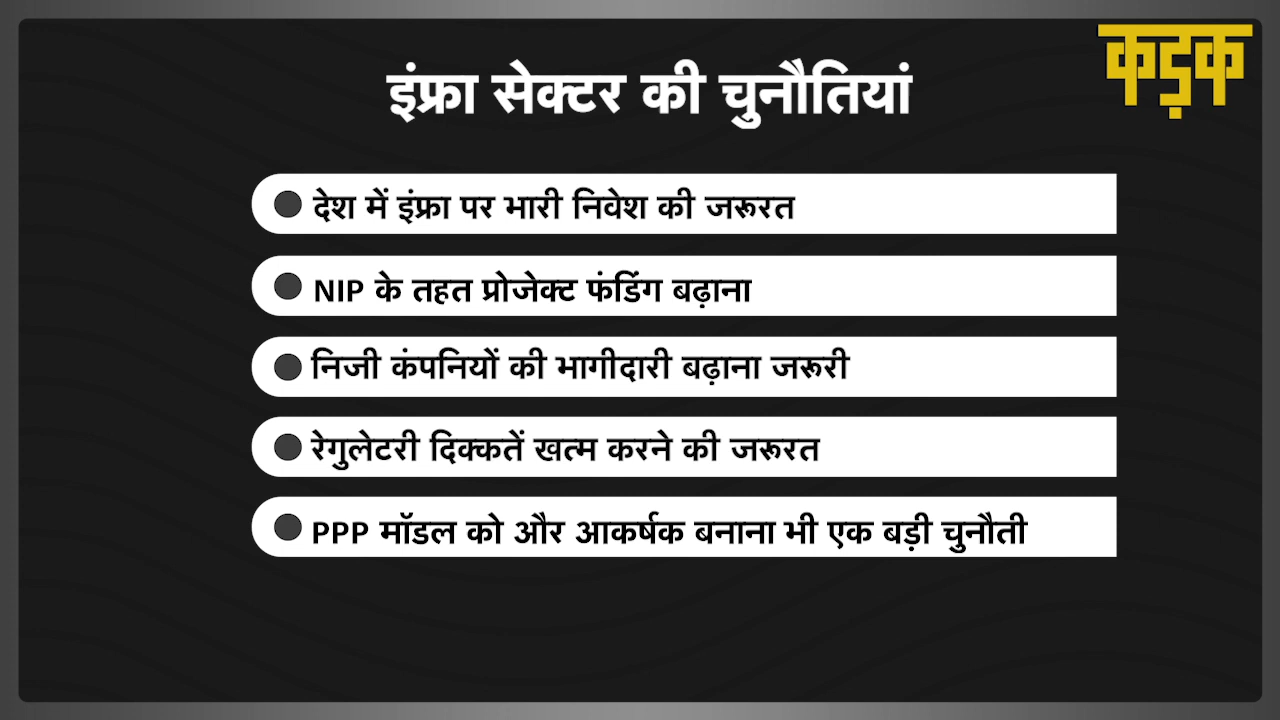 कड़क
इंफ्रा सेक्टर की चुनौतियां
देश में इंफ्रा पर भारी निवेश की जरूरत
NIP के तहत प्रोजेक्ट फंडिंग बढ़ाना
निजी कंपनियों की भागीदारी बढ़ाना जरूरी
रेगुलेटरी दिक्कतें खत्म करने की जरूरत
PPP मॉडल को और आकर्षक बनाना भी एक बड़ी चुनौती